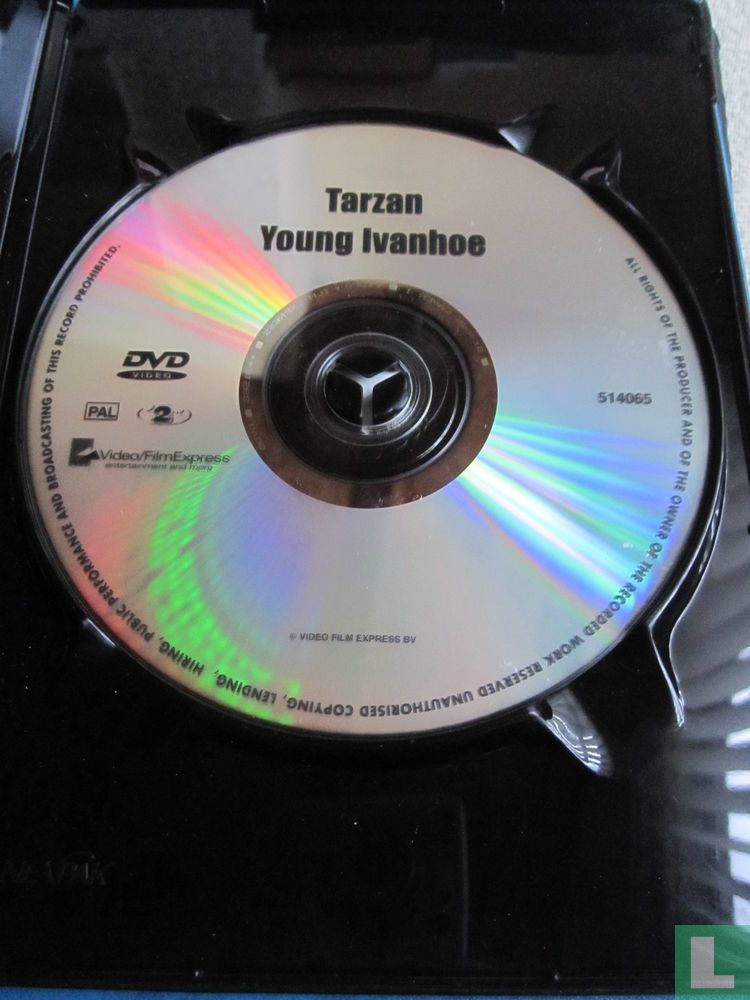 Tarzan
Young Ivanhoe
DVD
VIDEO
PAL
2
Video/FilmExpress
entertainment and more
514065
© VIDEO FILM EXPRESS BV
ALL RIGHTS OF THE PRODUCER AND OF THE OWNER OF THE RECORDED WORK RESERVED UNAUTHORISED COPYING, LENDING, HIRING, PUBLIC PERFORMANCE AND BROADCASTING OF THIS RECORD PROHIBITED.
L